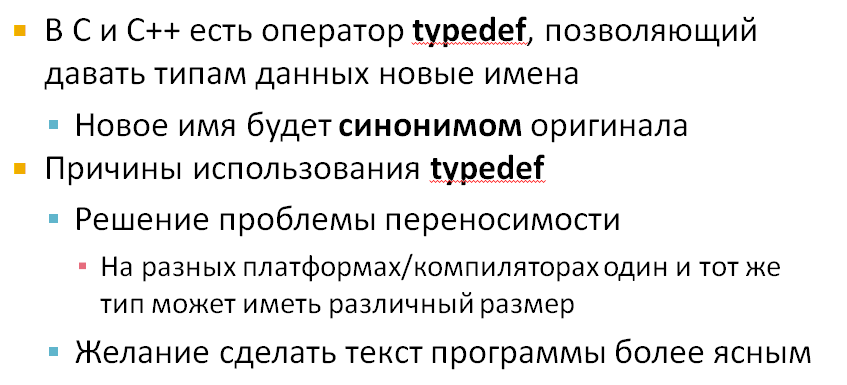 В C и C++ есть оператор typedef, позволяющий
давать типам данных новые имена
Новое имя будет синонимом оригинала
Причины использования typedef
Решение проблемы переносимости
На разных платформах/компиляторах один и тот же
тип может иметь различный размер
Желание сделать текст программы более ясным